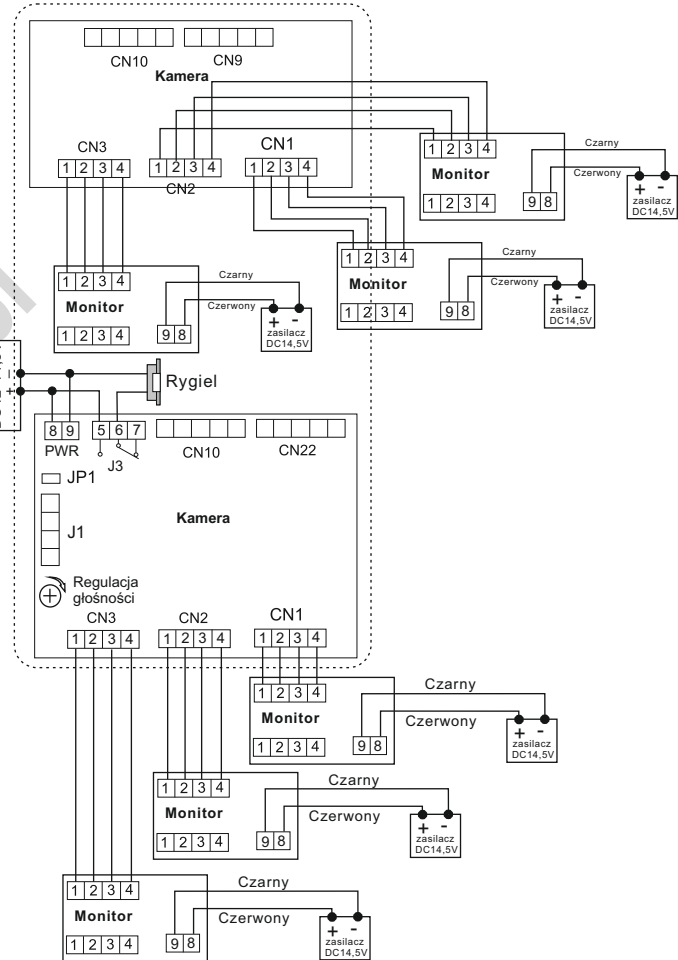 CN10 CN9
Kamera
CN3 CN1
1 2 3 4 1 2 3 4 1 2 3 4
CN2
1 2 3 4
Monitor
1 2 3 4
9 8
Czarny
Czerwony
+ -
zasilacz
DC14,5V
1 2 3 4
Monitor
1 2 3 4
9 8
Czarny
Czerwony
+ -
zasilacz
DC14,5V
1 2 3 4
Monitor
1 2 3 4
9 8
Czarny
Czerwony
+ -
zasilacz
DC14,5V
+ -
Rygiel
8 9 5 6 7
PWR J3 CN10 CN22
JP1
J1
Kamera
Regulacja
głośności
CN3 CN2 CN1
1 2 3 4 1 2 3 4 1 2 3 4
1 2 3 4
Monitor
1 2 3 4
9 8
Czarny
Czerwony
+ -
zasilacz
DC14,5V
1 2 3 4
Monitor
1 2 3 4
9 8
Czarny
Czerwony
+ -
zasilacz
DC14,5V
1 2 3 4
Monitor
1 2 3 4
9 8
Czarny
Czerwony
+ -
zasilacz
DC14,5V